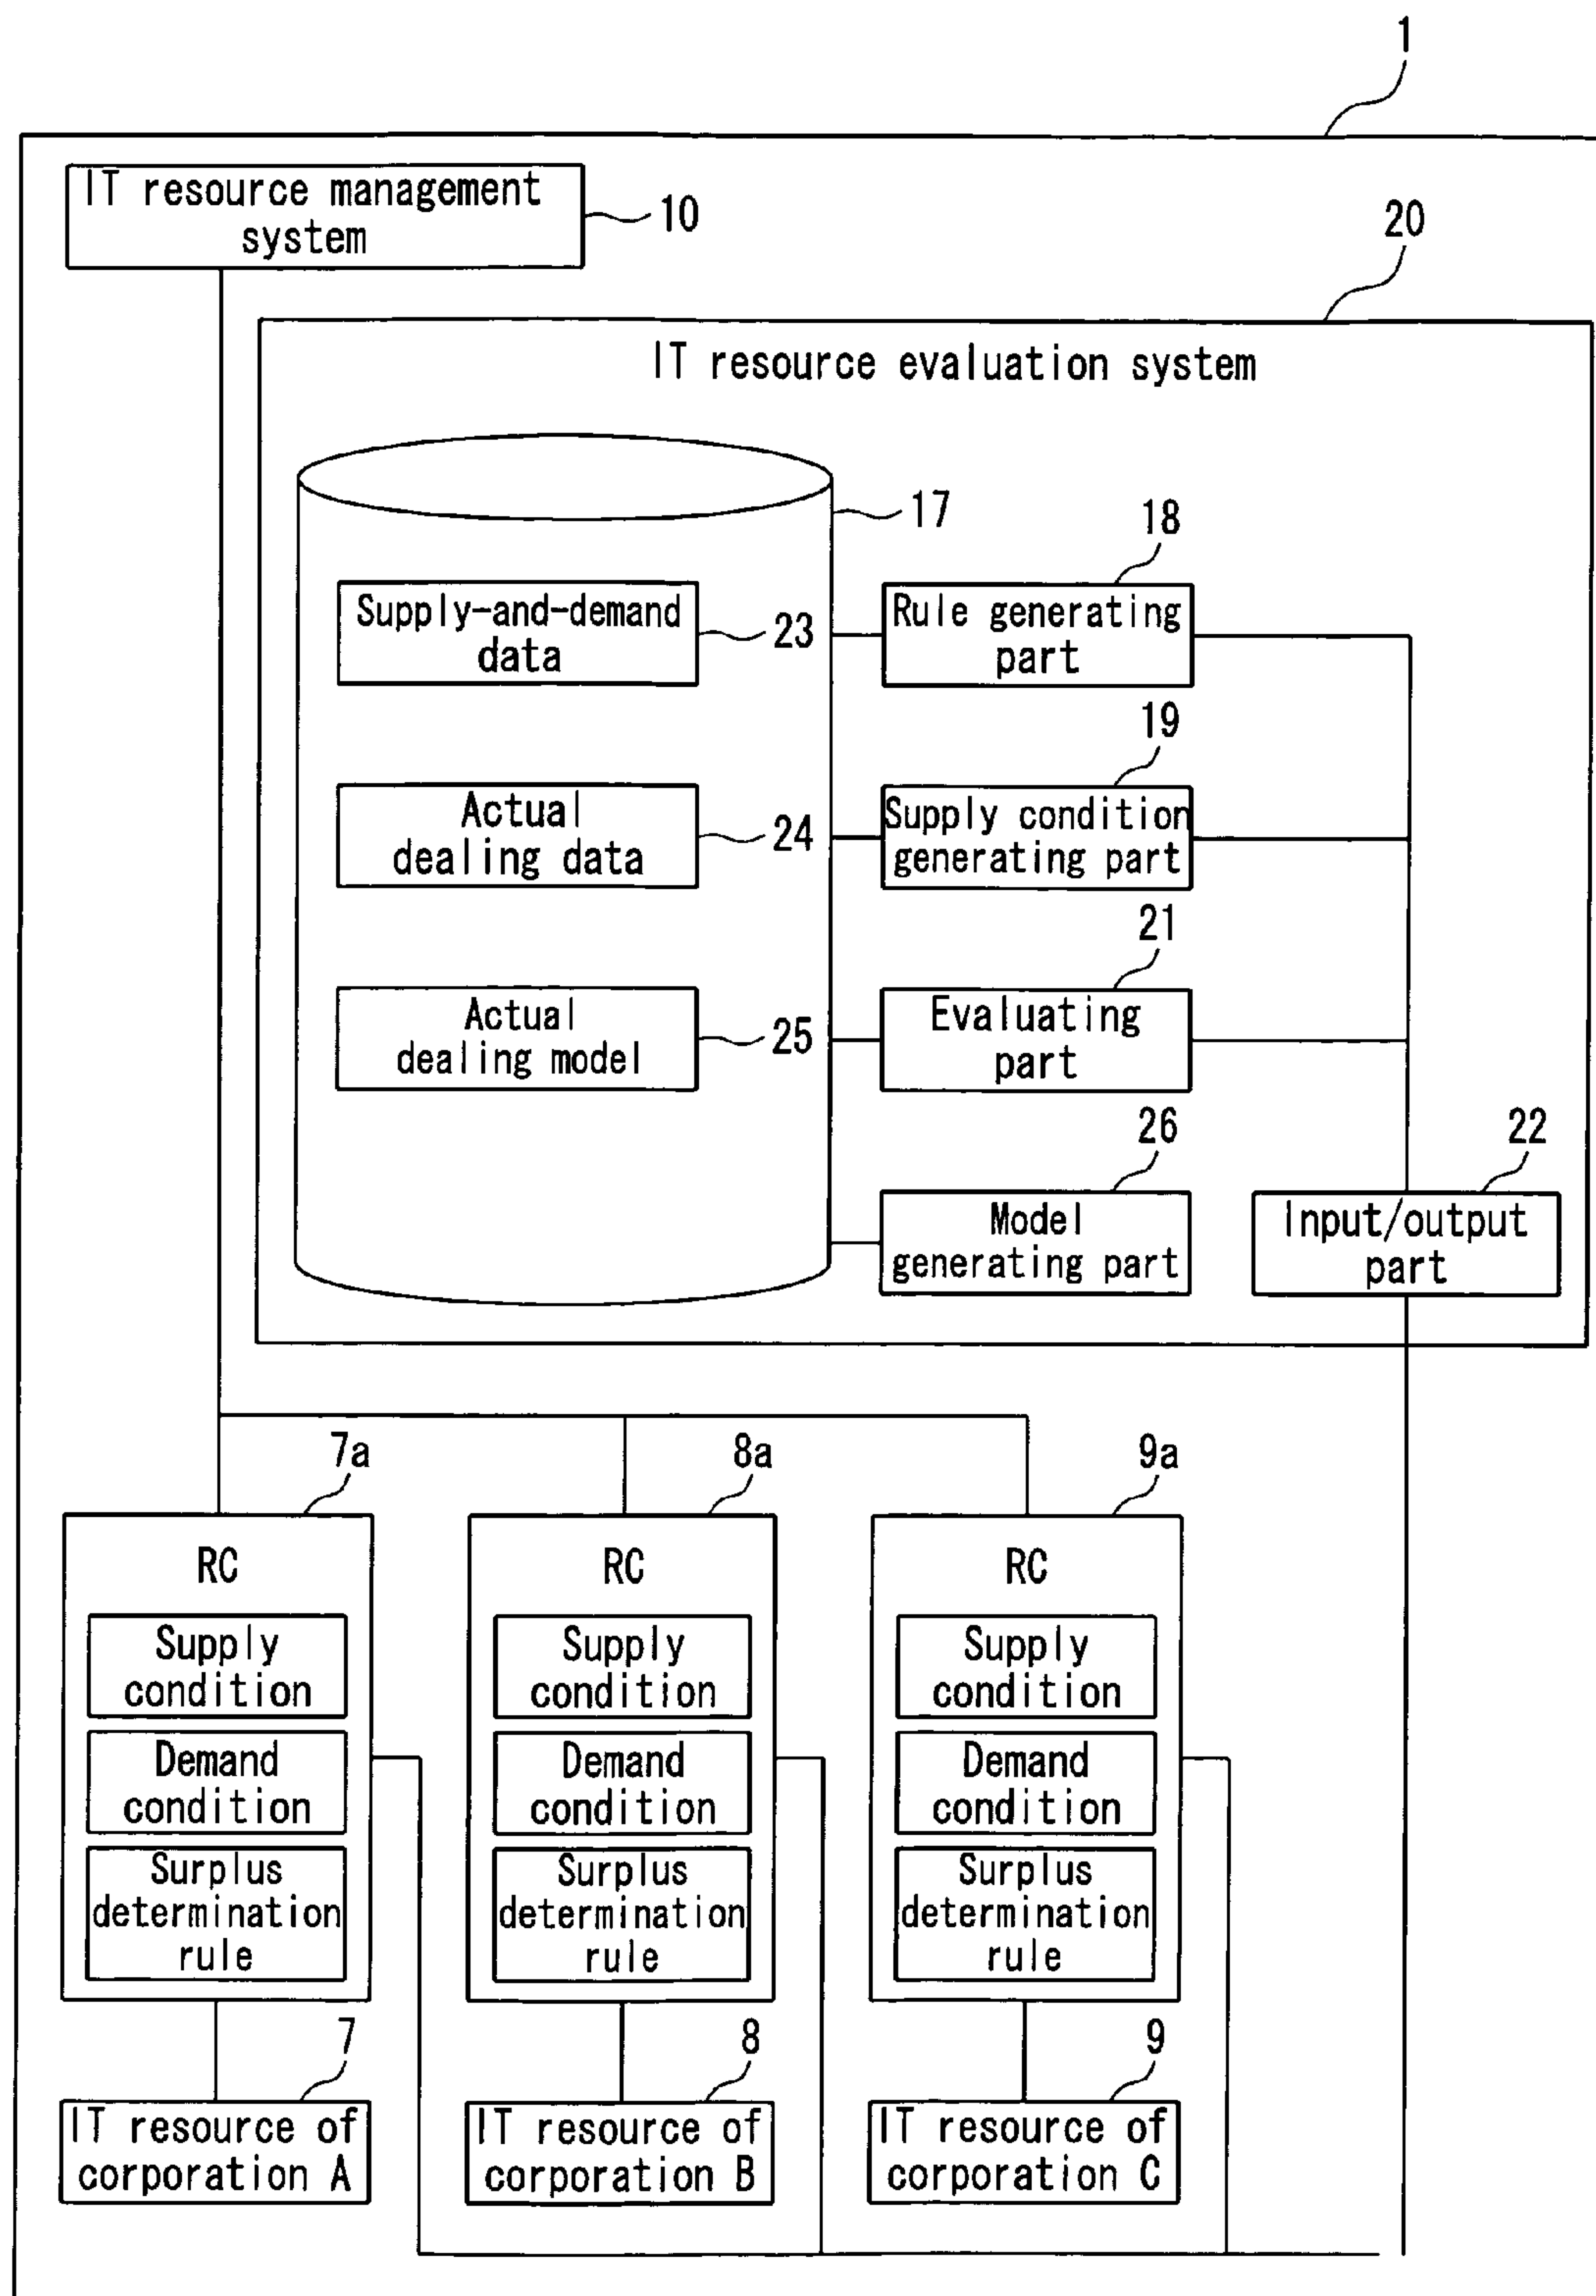 1
IT resource management
system
10
20
IT resource evaluation system
17
18
Supply-and-demand
data
23
Rule generating
part
19
Actual
dealing data
24
Supply condition
generating part
21
Actual
dealing model
25
Evaluating
part
26
22
Model
generating part
Input/output
part
7a
8a
9a
RC
RC
RC
Supply
condition
Supply
condition
Supply
condition
Demand
condition
Demand
condition
Demand
condition
Surplus
determination
rule
Surplus
determination
rule
Surplus
determination
rule
7
8
9
IT resource of
corporation A
IT resource of
corporation B
IT resource of
corporation C